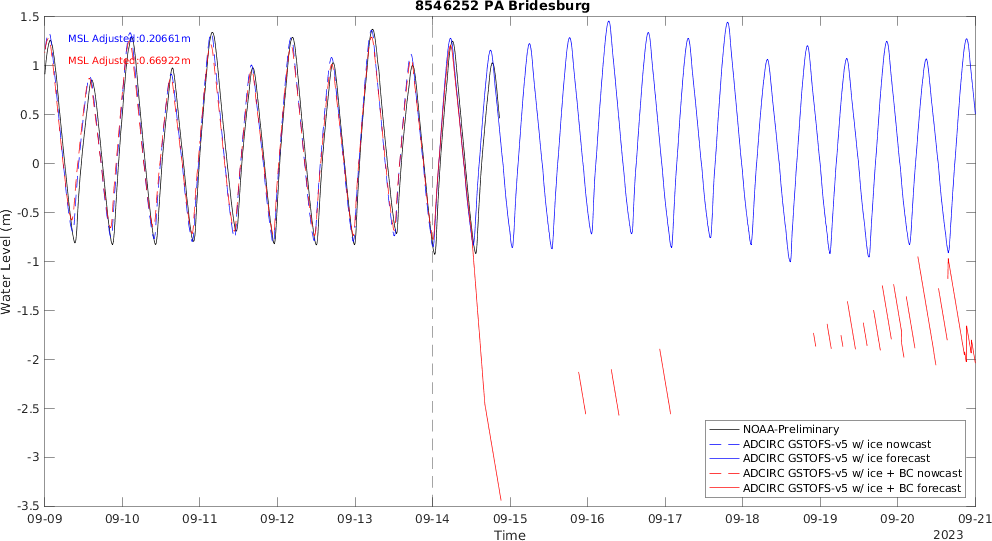 8546252 PA Bridesburg
MSL Adjusted:0.20661m
MSL Adjusted:0.66922m
Water Level (m)
1.5
1
0.5
0
-0.5
-1
-1.5
-2
-2.5
-3
-3.5
NOAA-Preliminary
ADCIRC GSTOFS-v5 w/ ice nowcast
ADCIRC GSTOFS-v5 w/ ice forecast
ADCIRC GSTOFS-v5 w/ ice + BC nowcast
ADCIRC GSTOFS-v5 w/ ice + BC forecast
09-09 09-10 09-11 09-12 09-13 09-14 09-15 09-16 09-17 09-18 09-19 09-20 09-21
Time
2023